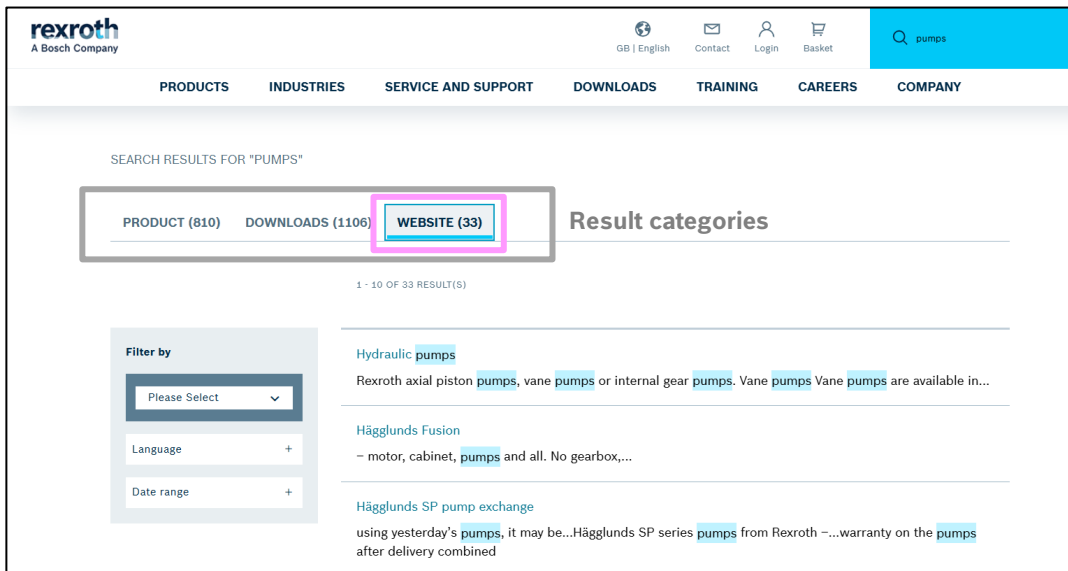 rexroth
A Bosch Company
GB | English
Contact
Login
Basket
pumps
PRODUCTS INDUSTRIES SERVICE AND SUPPORT DOWNLOADS TRAINING CAREERS COMPANY
SEARCH RESULTS FOR "PUMPS"
PRODUCT (810) DOWNLOADS (1106) WEBSITE (33) Result categories
1 - 10 OF 33 RESULT(S)
Filter by
Please Select
Language +
Date range +
Hydraulic pumps
Rexroth axial piston pumps, vane pumps or internal gear pumps. Vane pumps Vane pumps are available in...
Hägglunds Fusion
– motor, cabinet, pumps and all. No gearbox,...
Hägglunds SP pump exchange
using yesterday's pumps, it may be...Hägglunds SP series pumps from Rexroth –...warranty on the pumps
after delivery combined